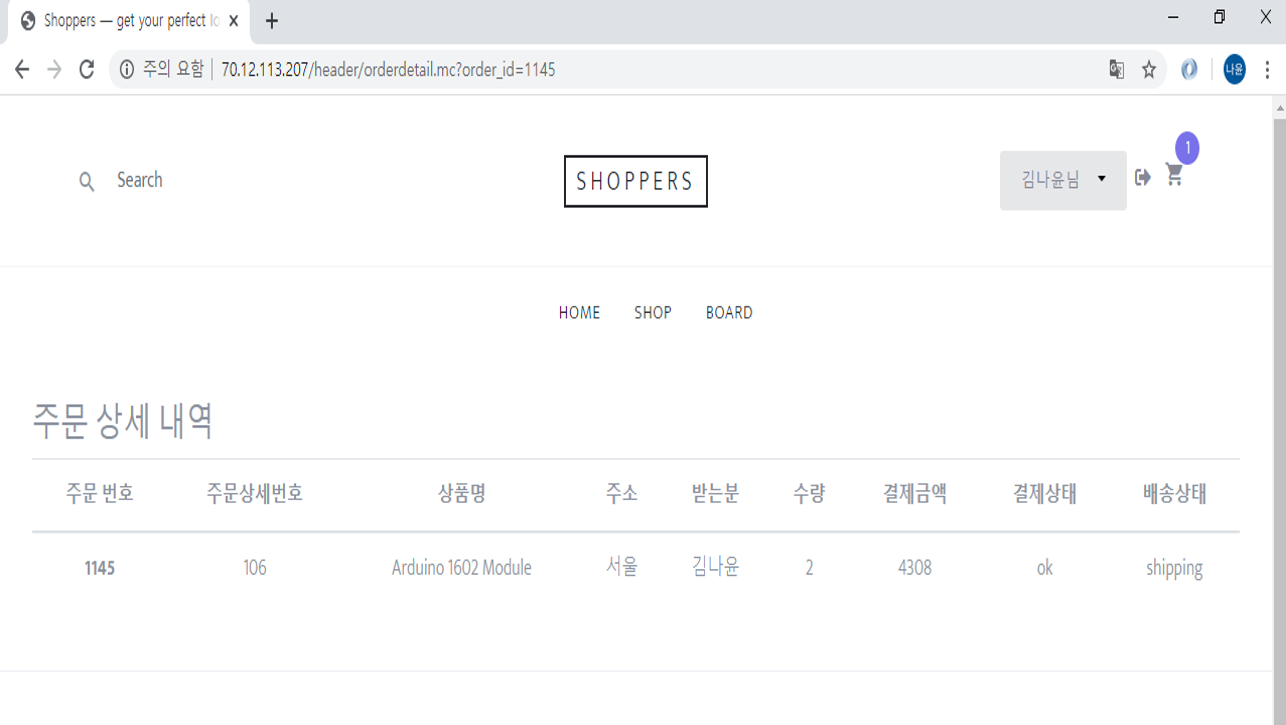 Shoppers — get your perfect lo
주의 요함 70.12.113.207/header/orderdetail.mc?order_id=1145 나윤
1
Search SHOPPERS 김나윤님
HOME SHOP BOARD
주문 상세 내역
주문 번호 주문상세번호 상품명 주소 받는분 수량 결제금액 결제상태 배송상태
1145 106 Arduino 1602 Module 서울 김나윤 2 4308 ok shipping